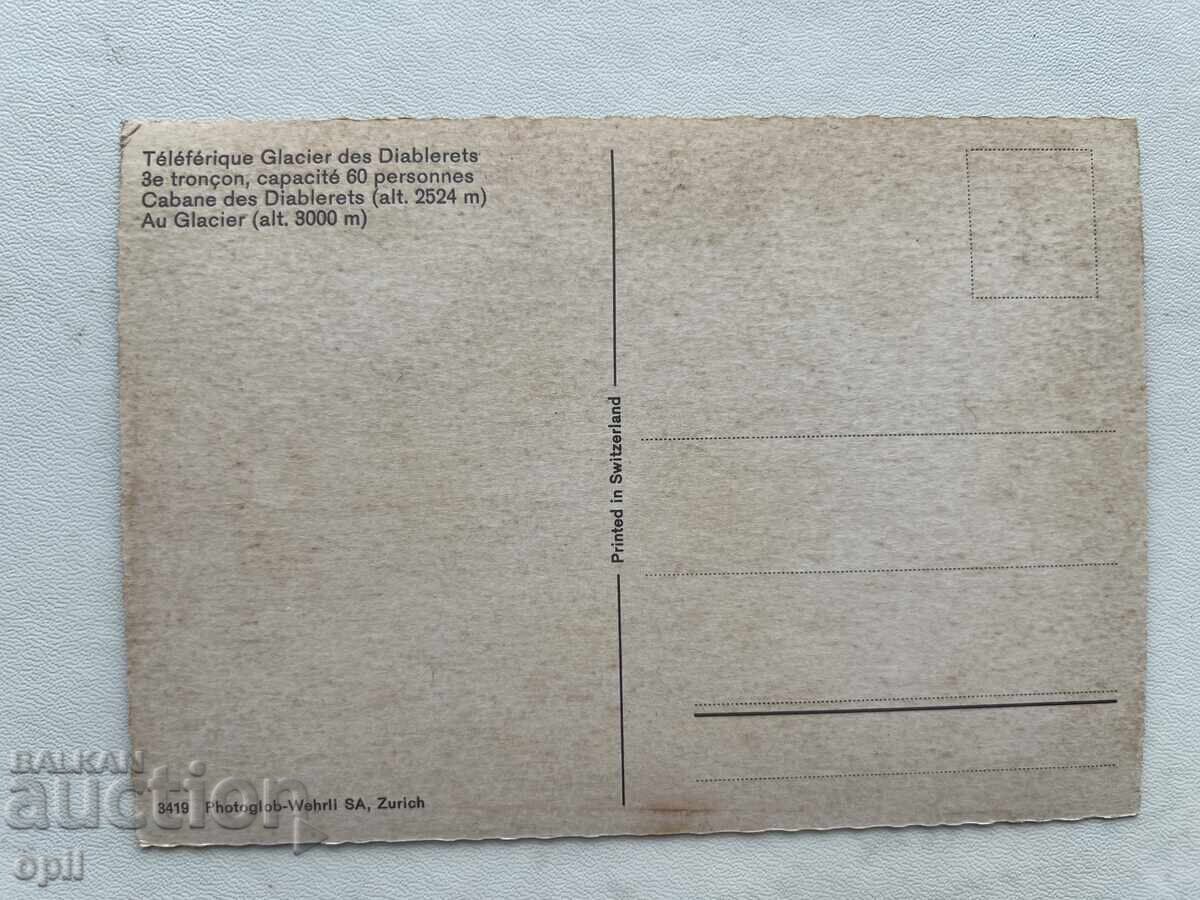 Téléférique Glacier des Diablerets
3e tronçon, capacité 60 personnes
Cabane des Diablerets (alt. 2524 m)
Au Glacier (alt. 3000 m)
Printed in Switzerland
3419 Photoglob-Wehrli SA, Zurich
BALKAN
auction
opil